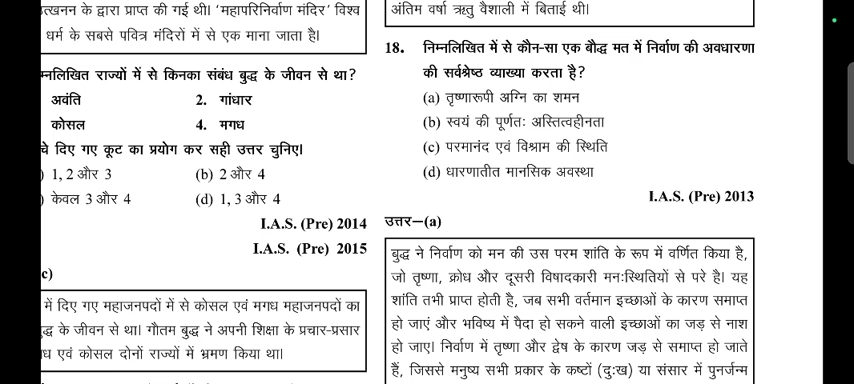 त्खनन के द्वारा प्राप्त की गई थी। ‘महापरिनिर्वाण मंदिर’ विश्व
धर्म के सबसे पवित्र मंदिरों में से एक माना जाता है।
म्नलिखित राज्यों में से किनका संबंध बुद्ध के जीवन से था?
अवंति 2. गांधार
कोसल 4. मगध
चे दिए गए कूट का प्रयोग कर सही उत्तर चुनिए।
) 1, 2 और 3 (b) 2 और 4
) केवल 3 और 4 (d) 1, 3 और 4
I.A.S. (Pre) 2014
I.A.S. (Pre) 2015
c)
में दिए गए महाजनपदों में से कोसल एवं मगध महाजनपदों का
द्ध के जीवन से था। गौतम बुद्ध ने अपनी शिक्षा के प्रचार-प्रसार
ध एवं कोसल दोनों राज्यों में भ्रमण किया था।
अंतिम वर्षा ऋतु वैशाली में बिताई थी।
18. निम्नलिखित में से कौन-सा एक बौद्ध मत में निर्वाण की अवधारणा
की सर्वश्रेष्ठ व्याख्या करता है?
(a) तृष्णारूपी अग्नि का शमन
(b) स्वयं की पूर्णतः अस्तित्वहीनता
(c) परमानंद एवं विश्राम की स्थिति
(d) धारणातीत मानसिक अवस्था
I.A.S. (Pre) 2013
उत्तर—(a)
बुद्ध ने निर्वाण को मन की उस परम शांति के रूप में वर्णित किया है,
जो तृष्णा, क्रोध और दूसरी विषादकारी मनःस्थितियों से परे है। यह
शांति तभी प्राप्त होती है, जब सभी वर्तमान इच्छाओं के कारण समाप्त
हो जाएं और भविष्य में पैदा हो सकने वाली इच्छाओं का जड़ से नाश
हो जाए। निर्वाण में तृष्णा और द्वेष के कारण जड़ से समाप्त हो जाते
हैं, जिससे मनुष्य सभी प्रकार के कष्टों (दुःख) या संसार में पुनर्जन्म